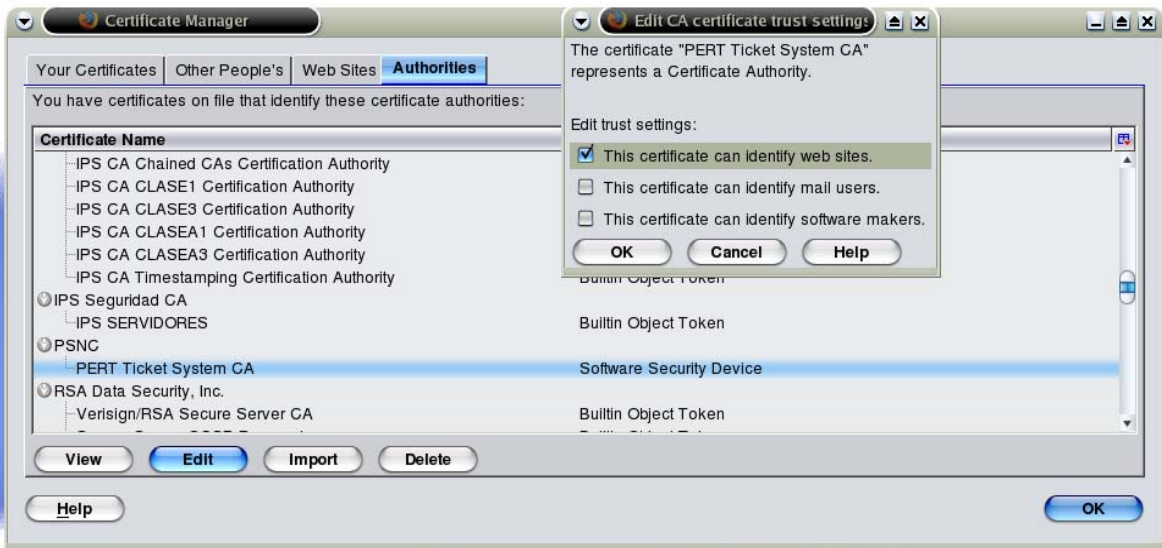 Certificate Manager
Your Certificates Other People's Web Sites Authorities
You have certificates on file that identify these certificate authorities:
Certificate Name
IPS CA Chained CAs Certification Authority
IPS CA CLASE1 Certification Authority
IPS CA CLASE3 Certification Authority
IPS CA CLASEA1 Certification Authority
IPS CA CLASEA3 Certification Authority
IPS CA Timestamping Certification Authority Builtin Object Token
IPS Seguridad CA
IPS SERVIDORES Builtin Object Token
PSNC
PERT Ticket System CA Software Security Device
RSA Data Security, Inc.
Verisign/RSA Secure Server CA Builtin Object Token
View Edit Import Delete
Help OK
Edit CA certificate trust settings
The certificate "PERT Ticket System CA"
represents a Certificate Authority.
Edit trust settings:
This certificate can identify web sites.
This certificate can identify mail users.
This certificate can identify software makers.
OK Cancel Help